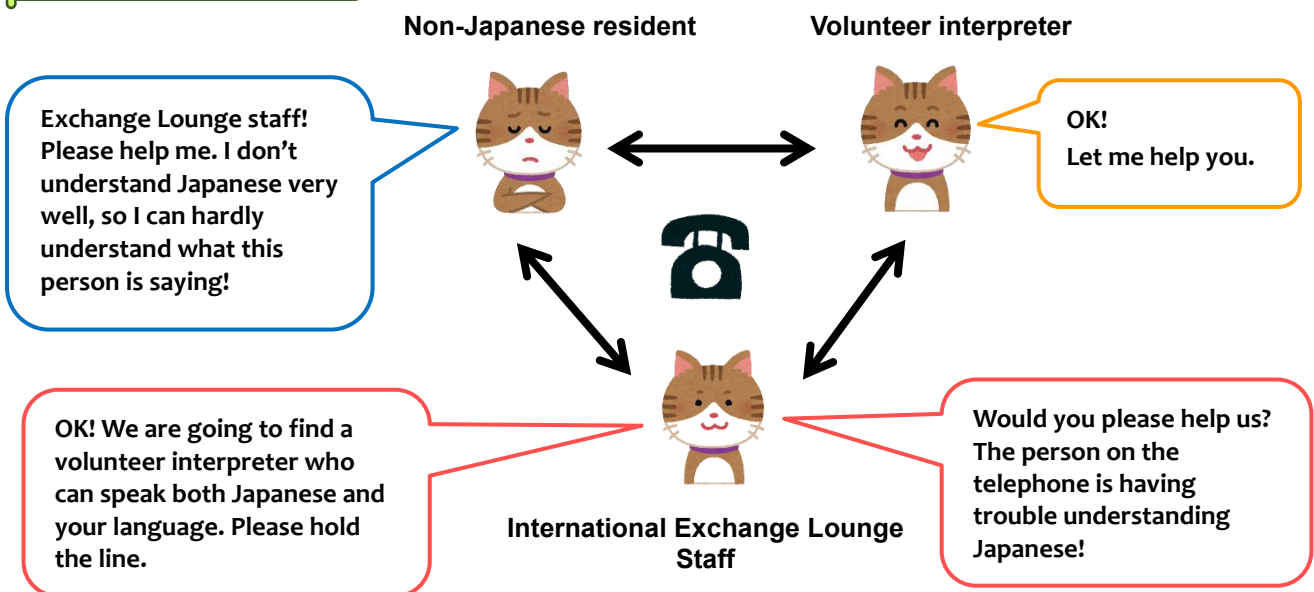 Non-Japanese resident
Volunteer interpreter
Exchange Lounge staff!
Please help me. I don’t
understand Japanese very
well, so I can hardly
understand what this
person is saying!
OK!
Let me help you.
OK! We are going to find a
volunteer interpreter who
can speak both Japanese and
your language. Please hold
the line.
International Exchange Lounge
Staff
Would you please help us?
The person on the
telephone is having
trouble understanding
Japanese!